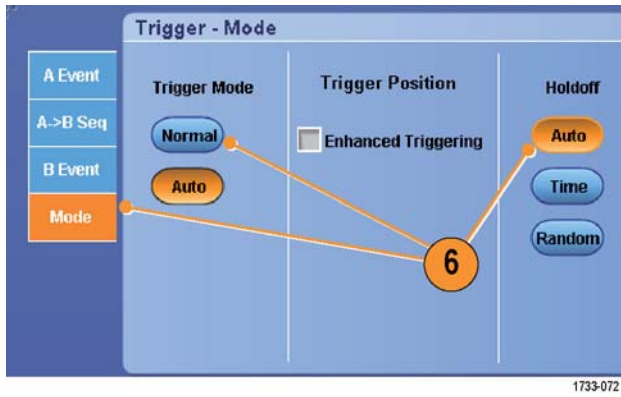 Trigger - Mode
A Event
A->B Seq
B Event
Mode
Trigger Mode
Normal
Auto
Trigger Position
Enhanced Triggering
Holdoff
Auto
Time
Random
6
1733-072